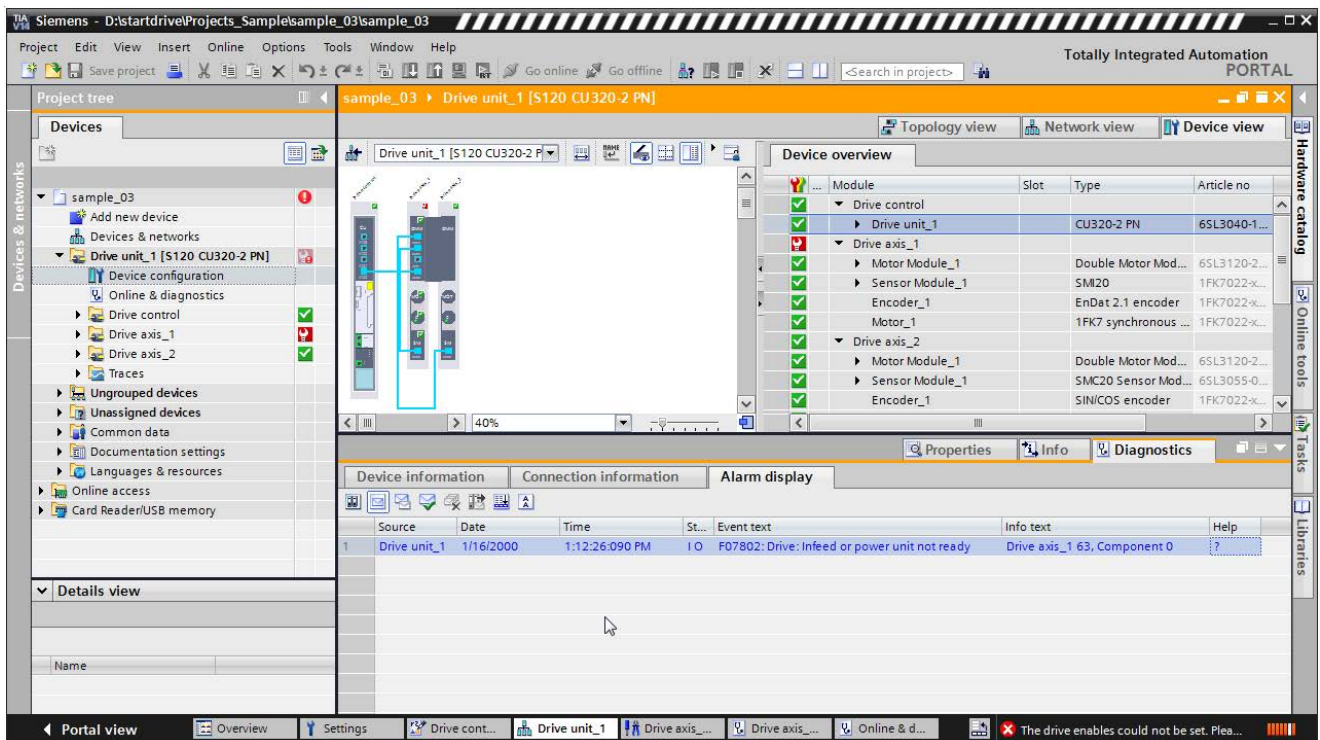 Siemens - D:\startdrive\Projects_Sample\sample_03\sample_03
Project Edit View Insert Online Options Tools Window Help
Totally Integrated Automation
PORTAL
Save project
Go online
Go offline
<Search in project>
Project tree
sample_03 Drive unit_1 [S120 CU320-2 PN]
Devices
Topology view
Network view
Device view
Drive unit_1 [S120 CU320-2 P
Device overview
... Module Slot Type Article no
sample_03
Add new device
Devices & networks
Drive unit_1 [S120 CU320-2 PN]
Device configuration
Online & diagnostics
Drive control
Drive axis_1
Drive axis_2
Traces
Ungrouped devices
Unassigned devices
Common data
Documentation settings
Languages & resources
Online access
Card Reader/USB memory
Drive control
Drive unit_1 CU320-2 PN 6SL3040-1...
Drive axis_1
Motor Module_1 Double Motor Mod... 6SL3120-2...
Sensor Module_1 SMI20 1FK7022-x...
Encoder_1 EnDat 2.1 encoder 1FK7022-x...
Motor_1 1FK7 synchronous ... 1FK7022-x...
Drive axis_2
Motor Module_1 Double Motor Mod... 6SL3120-2...
Sensor Module_1 SMC20 Sensor Mod... 6SL3055-0...
Encoder_1 SIN/COS encoder 1FK7022-x...
40%
Properties
Info
Diagnostics
Device information
Connection information
Alarm display
Source Date Time St... Event text Info text Help
1 Drive unit_1 1/16/2000 1:12:26:090 PM I O F07802: Drive: Infeed or power unit not ready Drive axis_1 63, Component 0 ?
Details view
Name
Devices & networks
Hardware catalog
Online tools
Tasks
Libraries
Portal view
Overview
Settings
Drive cont...
Drive unit_1
Drive axis_...
Drive axis_...
Online & d...
The drive enables could not be set. Plea...